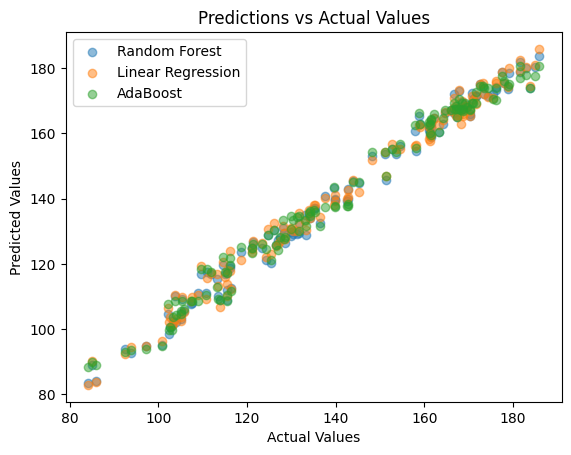 Predictions vs Actual Values
Random Forest
Linear Regression
AdaBoost
Predicted Values
180
160
140
120
100
80
80 100 120 140 160 180
Actual Values